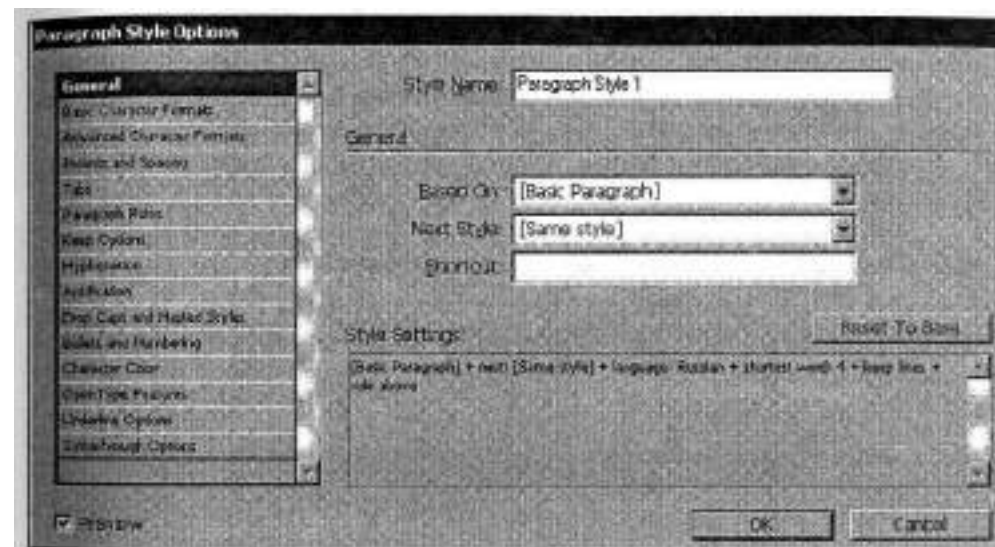 Paragraph Style Options
General
Basic Character Formats
Advanced Character Formats
Indents and Spacing
Tabs
Paragraph Rules
Keep Options
Hyphenation
Justification
Drop Caps and Nested Styles
Bullets and Numbering
Character Color
OpenType Features
Underline Options
Strikethrough Options
Preview
Style Name: Paragraph Style 1
General
Based On: [Basic Paragraph]
Next Style: [Same style]
Shortcut:
Reset To Base
Style Settings:
[Basic Paragraph] + next: [Same style] + language: Russian + shortest word: 4 + keep lines +
rule above
OK
Cancel